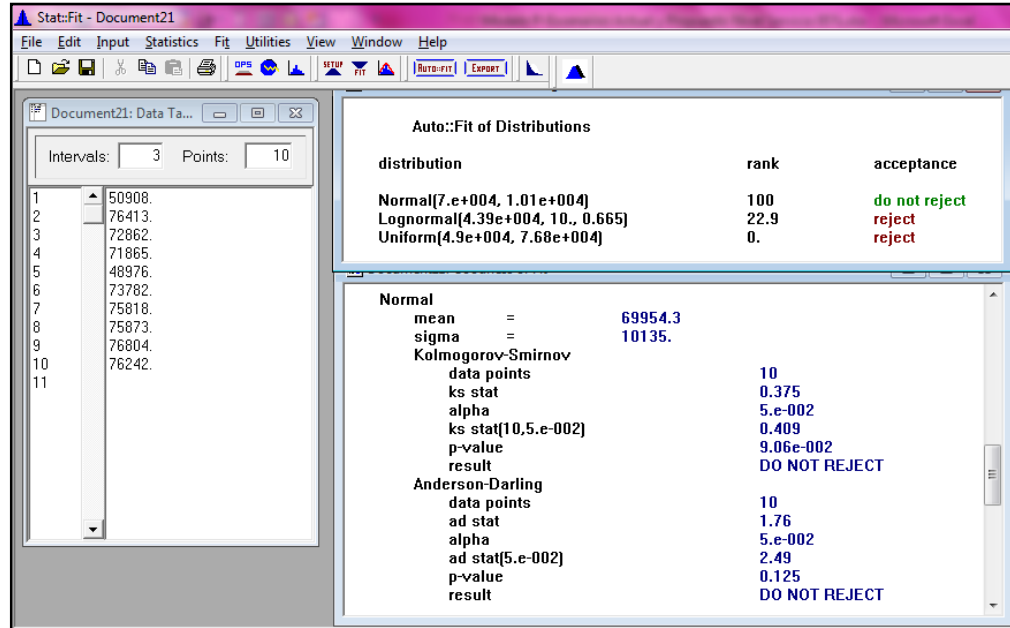 Stat::Fit - Document21
File Edit Input Statistics Fit Utilities View Window Help
OPS SETUP FIT AUTO::FIT EXPORT
Document21: Data Ta...
Intervals: 3 Points: 10
1 50908.
2 76413.
3 72862.
4 71865.
5 48976.
6 73782.
7 75818.
8 75873.
9 76804.
10 76242.
11
Auto::Fit of Distributions
distribution rank acceptance
Normal(7.e+004, 1.01e+004) 100 do not reject
Lognormal(4.39e+004, 10., 0.665) 22.9 reject
Uniform(4.9e+004, 7.68e+004) 0. reject
Normal
mean = 69954.3
sigma = 10135.
Kolmogorov-Smirnov
data points 10
ks stat 0.375
alpha 5.e-002
ks stat(10,5.e-002) 0.409
p-value 9.06e-002
result DO NOT REJECT
Anderson-Darling
data points 10
ad stat 1.76
alpha 5.e-002
ad stat(5.e-002) 2.49
p-value 0.125
result DO NOT REJECT